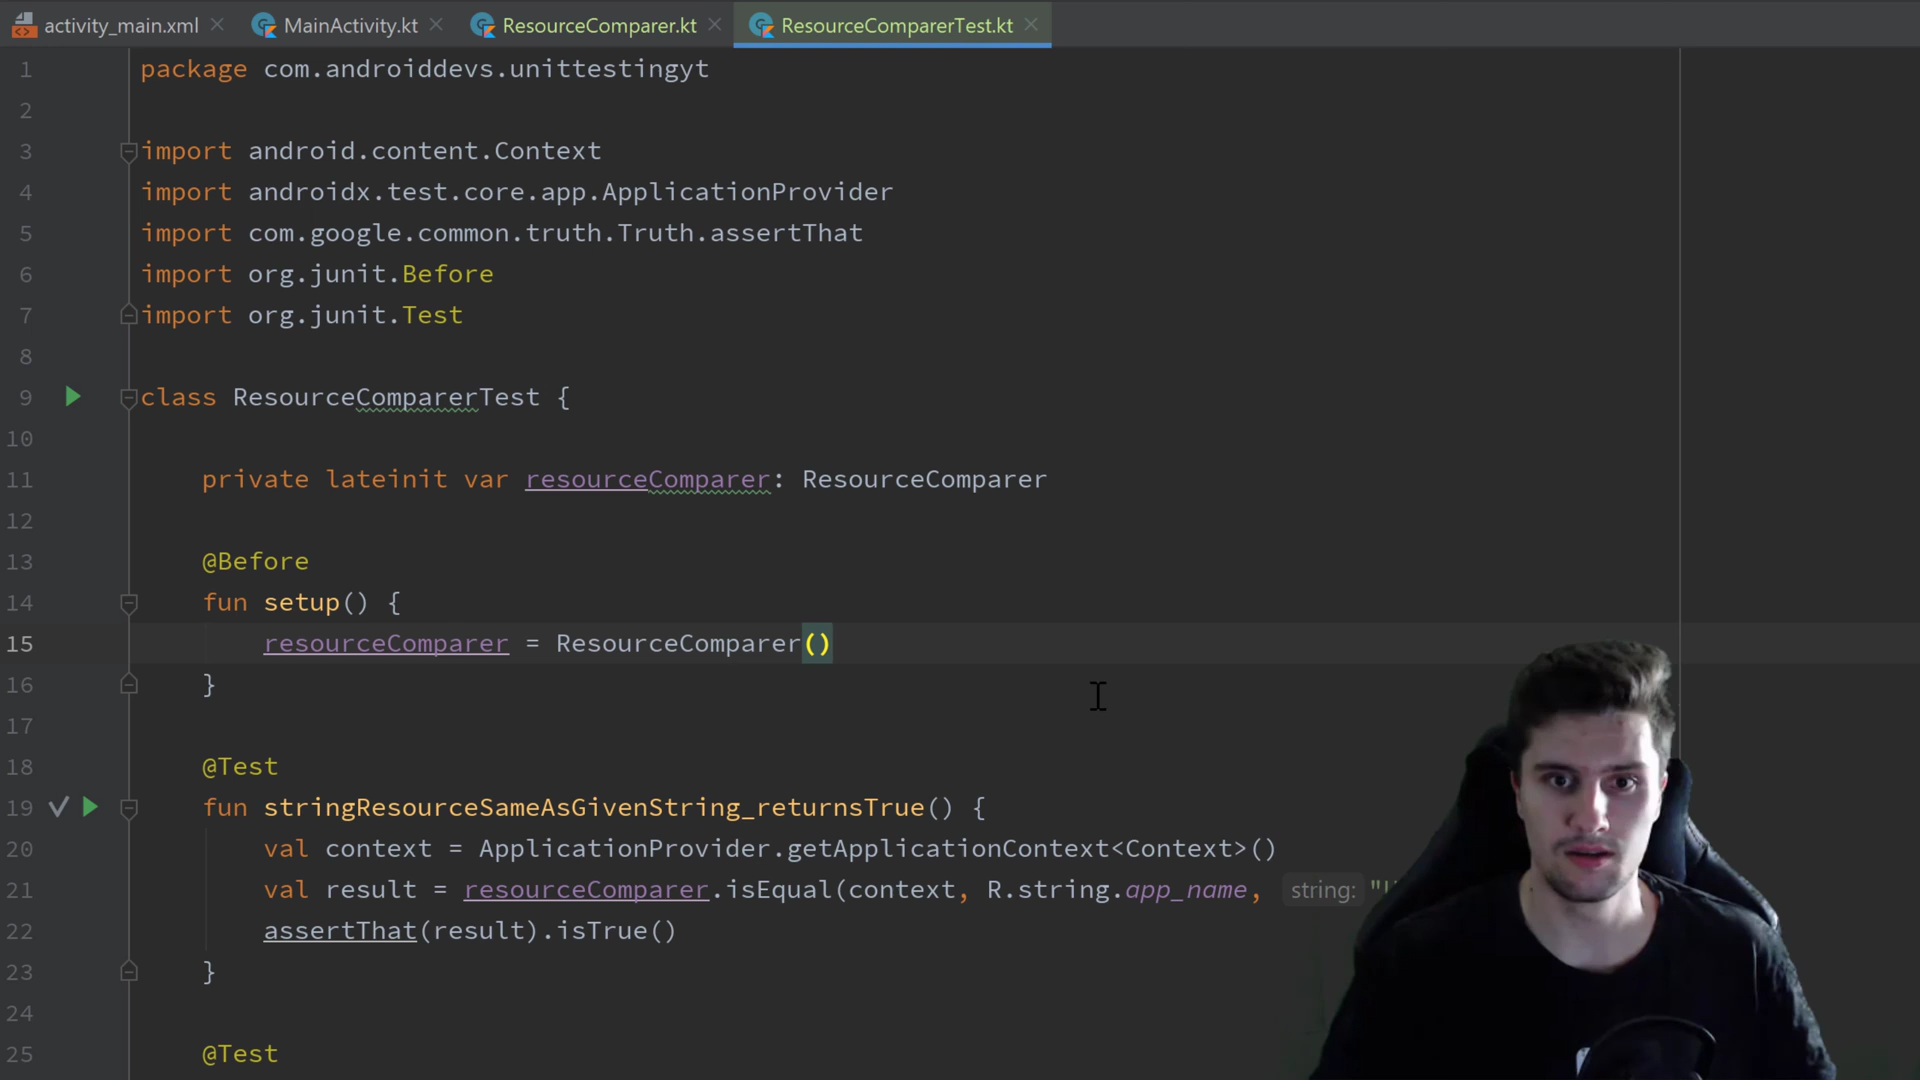 activity_main.xml MainActivity.kt ResourceComparer.kt ResourceComparerTest.kt
1 package com.androiddevs.unittestingyt
2
3 import android.content.Context
4 import androidx.test.core.app.ApplicationProvider
5 import com.google.common.truth.Truth.assertThat
6 import org.junit.Before
7 import org.junit.Test
8
9 class ResourceComparerTest {
10
11 private lateinit var resourceComparer: ResourceComparer
12
13 @Before
14 fun setup() {
15 resourceComparer = ResourceComparer()
16 }
17
18 @Test
19 fun stringResourceSameAsGivenString_returnsTrue() {
20 val context = ApplicationProvider.getApplicationContext<Context>()
21 val result = resourceComparer.isEqual(context, R.string.app_name, string:
22 assertThat(result).isTrue()
23 }
24
25 @Test